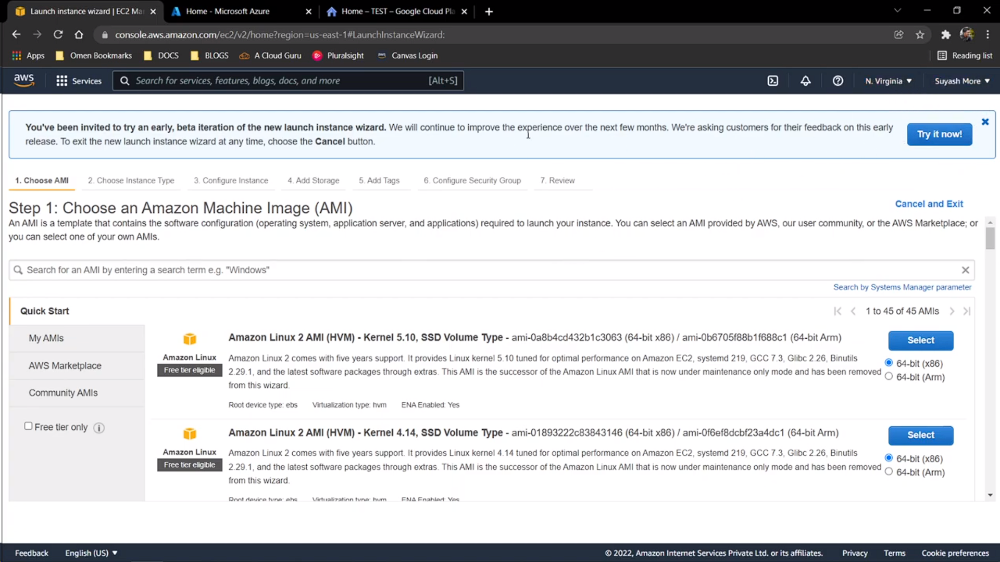 Launch instance wizard | EC2 Ma
Home - Microsoft Azure
Home – TEST – Google Cloud Pla
console.aws.amazon.com/ec2/v2/home?region=us-east-1#LaunchInstanceWizard:
Apps
Omen Bookmarks
DOCS
BLOGS
A Cloud Guru
Pluralsight
aws
Canvas Login
Reading list
aws
Services
Search for services, features, blogs, docs, and more
[Alt+S]
N. Virginia
Suyash More
You've been invited to try an early, beta iteration of the new launch instance wizard. We will continue to improve the experience over the next few months. We're asking customers for their feedback on this early
release. To exit the new launch instance wizard at any time, choose the Cancel button.
Try it now!
1. Choose AMI
2. Choose Instance Type
3. Configure Instance
4. Add Storage
5. Add Tags
6. Configure Security Group
7. Review
Step 1: Choose an Amazon Machine Image (AMI)
Cancel and Exit
An AMI is a template that contains the software configuration (operating system, application server, and applications) required to launch your instance. You can select an AMI provided by AWS, our user community, or the AWS Marketplace; or
you can select one of your own AMIs.
Search for an AMI by entering a search term e.g. "Windows"
Search by Systems Manager parameter
Quick Start
1 to 45 of 45 AMIs
My AMIs
AWS Marketplace
Community AMIs
Free tier only
Amazon Linux
Free tier eligible
Amazon Linux 2 AMI (HVM) - Kernel 5.10, SSD Volume Type - ami-0a8b4cd432b1c3063 (64-bit x86) / ami-0b6705f88b1f688c1 (64-bit Arm)
Amazon Linux 2 comes with five years support. It provides Linux kernel 5.10 tuned for optimal performance on Amazon EC2, systemd 219, GCC 7.3, Glibc 2.26, Binutils
2.29.1, and the latest software packages through extras. This AMI is the successor of the Amazon Linux AMI that is now under maintenance only mode and has been removed
from this wizard.
Root device type: ebs
Virtualization type: hvm
ENA Enabled: Yes
Select
64-bit (x86)
64-bit (Arm)
Amazon Linux
Free tier eligible
Amazon Linux 2 AMI (HVM) - Kernel 4.14, SSD Volume Type - ami-01893222c83843146 (64-bit x86) / ami-0f6ef8dcbf23a4dc1 (64-bit Arm)
Amazon Linux 2 comes with five years support. It provides Linux kernel 4.14 tuned for optimal performance on Amazon EC2, systemd 219, GCC 7.3, Glibc 2.26, Binutils
2.29.1, and the latest software packages through extras. This AMI is the successor of the Amazon Linux AMI that is now under maintenance only mode and has been removed
from this wizard.
Root device type: ebs
Virtualization type: hvm
ENA Enabled: Yes
Select
64-bit (x86)
64-bit (Arm)
Feedback
English (US)
© 2022, Amazon Internet Services Private Ltd. or its affiliates.
Privacy
Terms
Cookie preferences